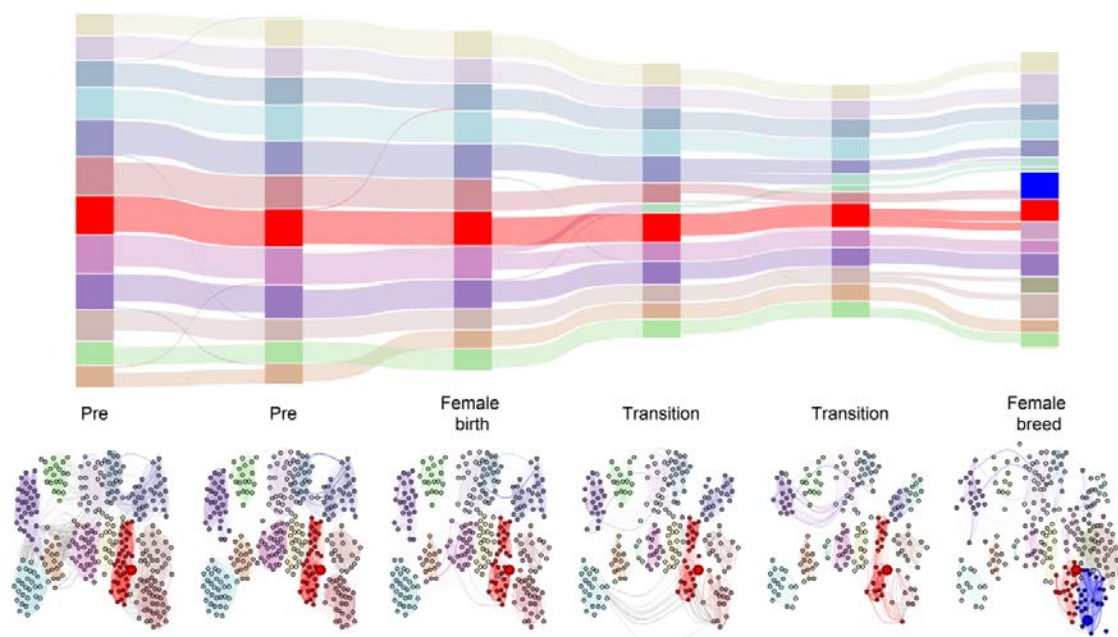 Pre
Pre
Female
birth
Transition
Transition
Female
breed